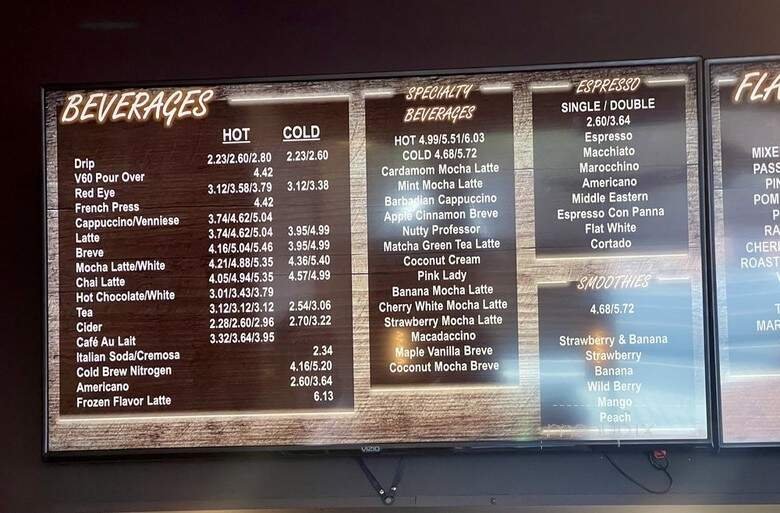 BEVERAGES
HOT COLD
Drip 2.23/2.60/2.80 2.23/2.60
V60 Pour Over 4.42
Red Eye 3.12/3.58/3.79 3.12/3.38
French Press 4.42
Cappuccino/Venniese 3.74/4.62/5.04
Latte 3.74/4.62/5.04 3.95/4.99
Breve 4.16/5.04/5.46 3.95/4.99
Mocha Latte/White 4.21/4.88/5.35 4.36/5.40
Chai Latte 4.05/4.94/5.35 4.57/4.99
Hot Chocolate/White 3.01/3.43/3.79
Tea 3.12/3.12/3.12 2.54/3.06
Cider 2.28/2.60/2.96 2.70/3.22
Café Au Lait 3.32/3.64/3.95
Italian Soda/Cremosa 2.34
Cold Brew Nitrogen 4.16/5.20
Americano 2.60/3.64
Frozen Flavor Latte 6.13
SPECIALTY
BEVERAGES
HOT 4.99/5.51/6.03
COLD 4.68/5.72
Cardamom Mocha Latte
Mint Mocha Latte
Barbadian Cappuccino
Apple Cinnamon Breve
Nutty Professor
Matcha Green Tea Latte
Coconut Cream
Pink Lady
Banana Mocha Latte
Cherry White Mocha Latte
Strawberry Mocha Latte
Macadaccino
Maple Vanilla Breve
Coconut Mocha Breve
ESPRESSO
SINGLE / DOUBLE
2.60/3.64
Espresso
Macchiato
Marocchino
Americano
Middle Eastern
Espresso Con Panna
Flat White
Cortado
SMOOTHIES
4.68/5.72
Strawberry & Banana
Strawberry
Banana
Wild Berry
Mango
Peach
FLA
MIXE
PASS
PIN
POM
P
RA
CHER
ROAST
T
MAR
VIZIO